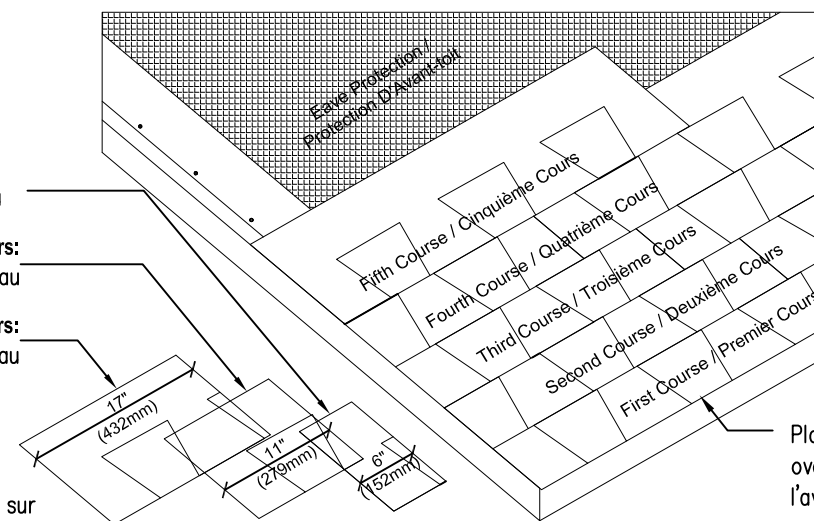 Eave Protection /
Protection D'Avant-toit
Fifth Course / Cinquième Cours
Fourth Course / Quatrième Cours
Third Course / Troisième Cours
Second Course / Deuxième Cours
First Course / Premier Cours
rs:
au
rs:
au
17"
(432mm)
11"
(279mm)
6"
(152mm)
sur
Pla
ove
l'av